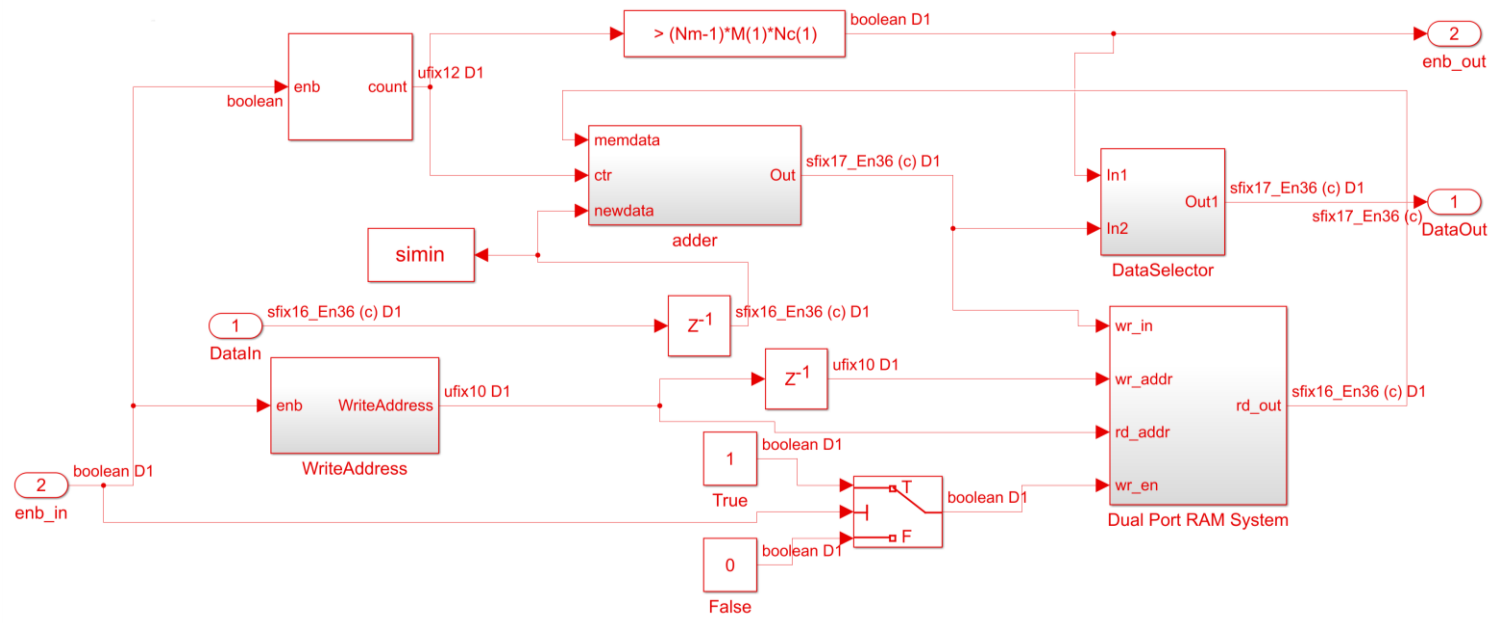 boolean D1
> (Nm-1)*M(1)*Nc(1)
2
enb_out
ufix12 D1
enb
count
boolean
memdata
sfix17_En36 (c) D1
ctr
Out
In1
sfix17_En36 (c) D1
newdata
Out1
1
sfix17_En36 (c)
DataOut
adder
In2
simin
DataSelector
sfix16_En36 (c) D1
sfix16_En36 (c) D1
1
Z-1
wr_in
DataIn
ufix10 D1
Z-1
wr_addr
ufix10 D1
sfix16_En36 (c) D1
enb
WriteAddress
rd_out
boolean D1
rd_addr
1
WriteAddress
boolean D1
2
T
wr_en
boolean D1
True
enb_in
Dual Port RAM System
F
boolean D1
0
False